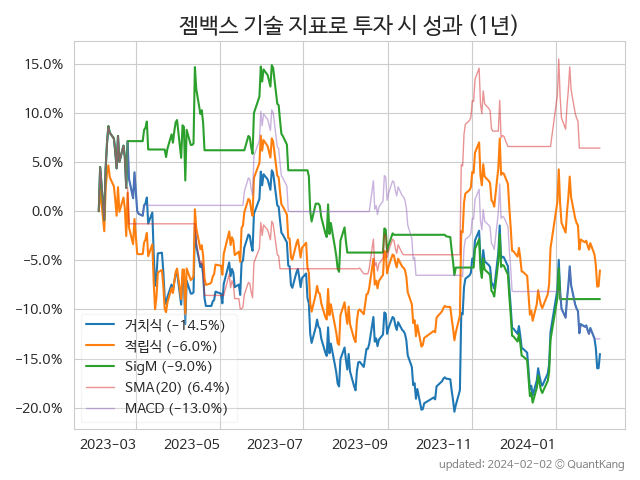 젬백스 기술 지표로 투자 시 성과 (1년)
15.0%
10.0%
5.0%
0.0%
−5.0%
−10.0%
−15.0%
−20.0%
거치식 (−14.5%)
적립식 (−6.0%)
SigM (−9.0%)
SMA(20) (6.4%)
MACD (−13.0%)
2023-03 2023-05 2023-07 2023-09 2023-11 2024-01
updated: 2024-02-02 © QuantKang